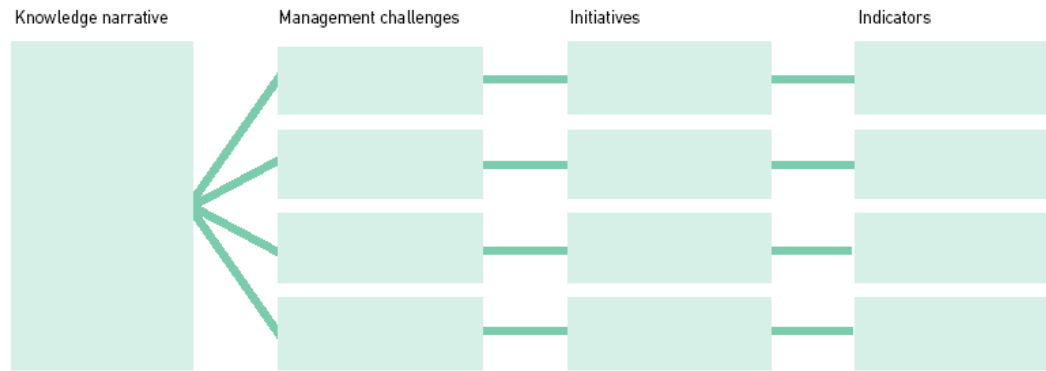 Knowledge narrative
Management challenges
Initiatives
Indicators